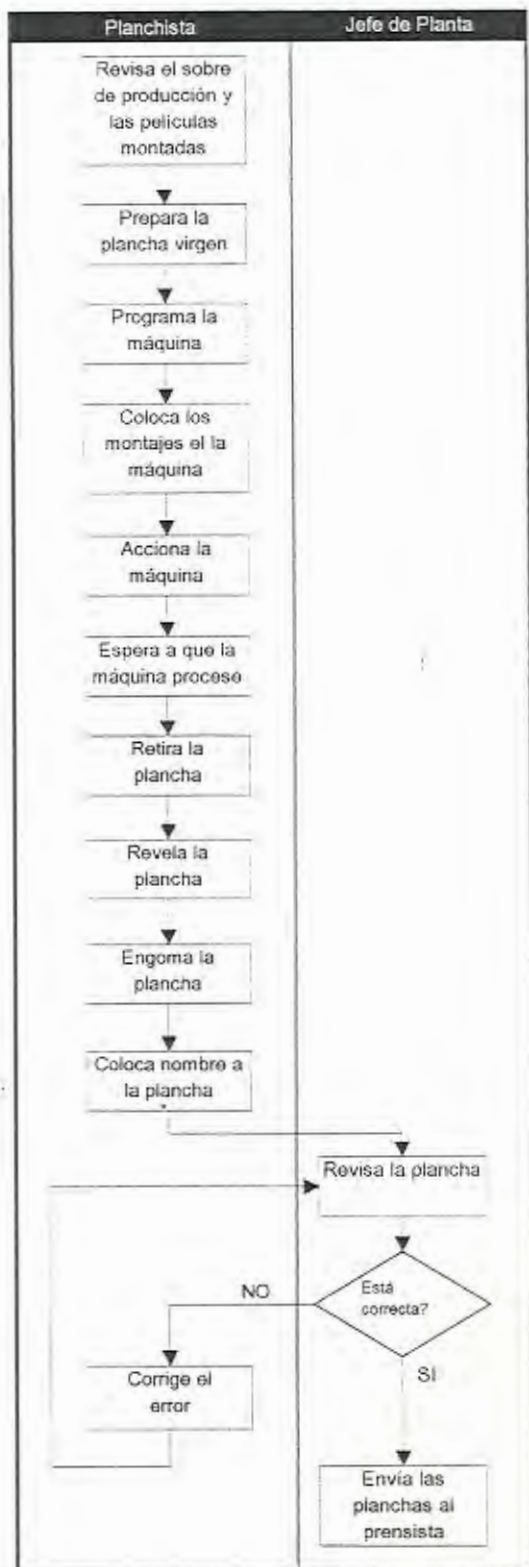 Planchista
Jefe de Planta
Revisa el sobre
de producción y
las películas
montadas
Prepara la
plancha virgen
Programa la
máquina
Coloca los
montajes el la
máquina
Acciona la
máquina
Espera a que la
máquina procese
Retira la
plancha
Revela la
plancha
Engoma la
plancha
Coloca nombre a
la plancha
Revisa la plancha
Está
correcta?
NO
SI
Corrige el
error
Envía las
planchas al
prensista